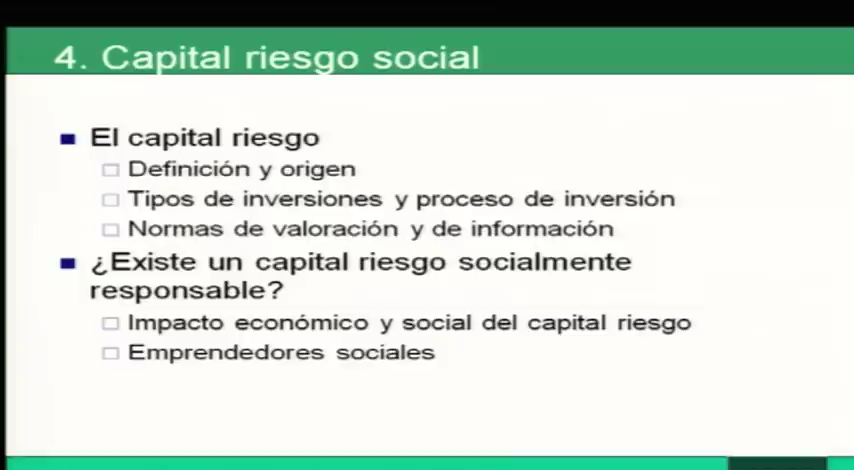 4. Capital riesgo social
El capital riesgo
Definición y origen
Tipos de inversiones y proceso de inversión
Normas de valoración y de información
¿Existe un capital riesgo socialmente
responsable?
Impacto económico y social del capital riesgo
Emprendedores sociales